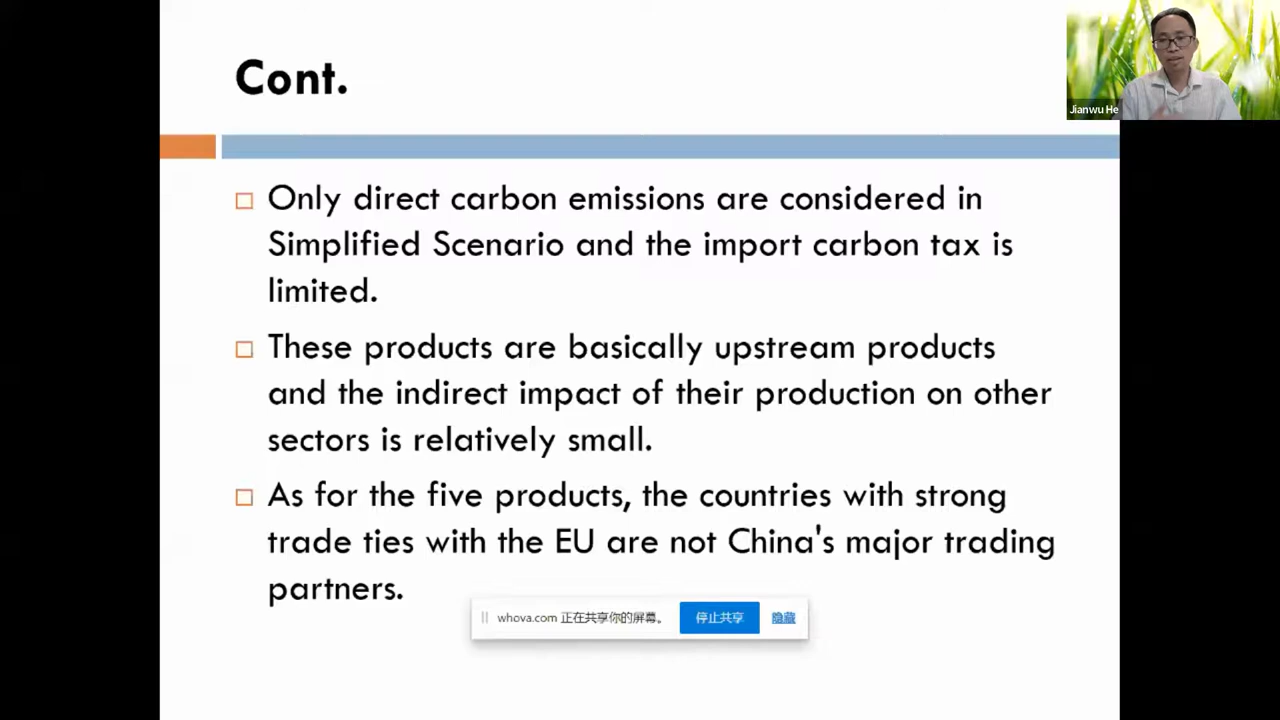 Cont.
Jianwu He
Only direct carbon emissions are considered in
Simplified Scenario and the import carbon tax is
limited.
These products are basically upstream products
and the indirect impact of their production on other
sectors is relatively small.
As for the five products, the countries with strong
trade ties with the EU are not China's major trading
partners.
whova.com 正在共享你的屏幕。 停止共享 隐藏